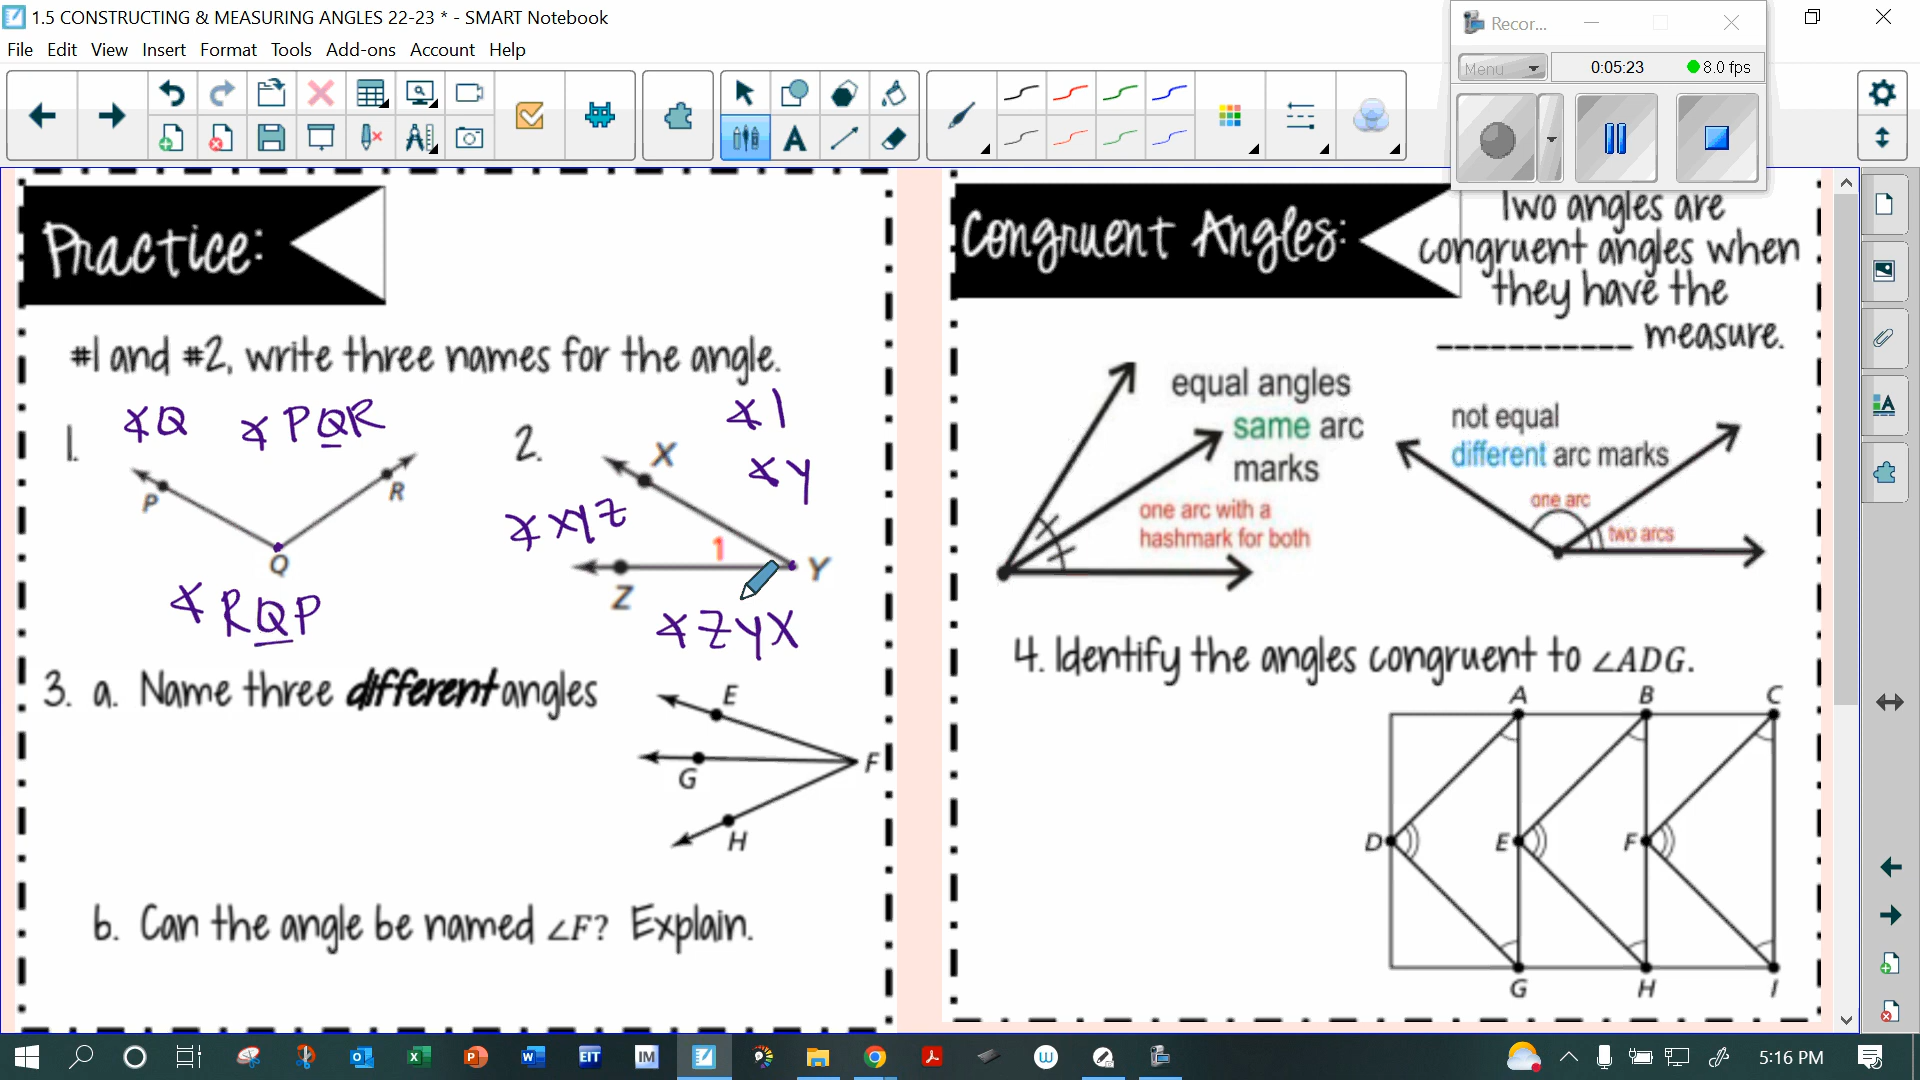 1.5 CONSTRUCTING & MEASURING ANGLES 22-23 * - SMART Notebook
File Edit View Insert Format Tools Add-ons Account Help
Recor...
Menu
0:05:23
8.0 fps
Practice:
#1 and #2, write three names for the angle.
1.
∡Q ∡PQR
P
R
Q
∡RQP
2.
∡1
∡Y
X
∡XYZ
1
Y
Z
∡ZYX
3. a. Name three different angles
E
F
G
H
b. Can the angle be named ∠F? Explain.
Congruent Angles:
Two angles are
congruent angles when
they have the
___________ measure.
equal angles
same arc
marks
one arc with a
hashmark for both
not equal
different arc marks
one arc
two arcs
4. Identify the angles congruent to ∠ADG.
A B C
D E F
G H I
5:16 PM